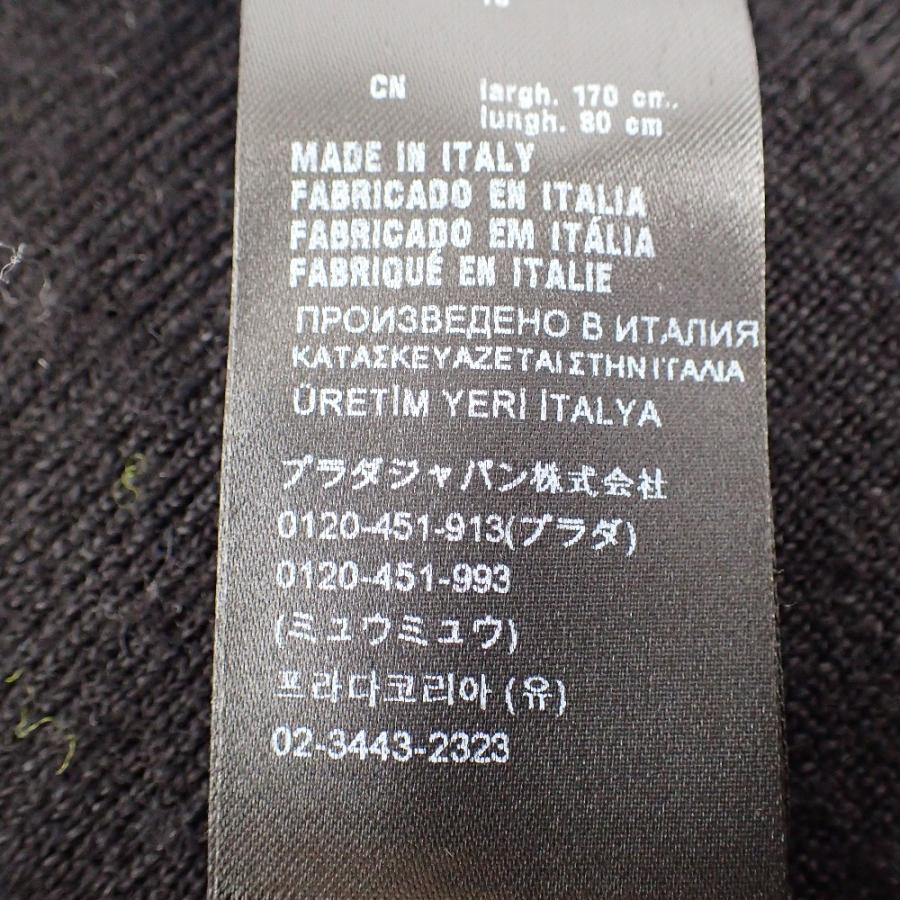 CN
largh. 170 cm.
lungh. 80 cm
MADE IN ITALY
FABRICADO EN ITALIA
FABRICADO EM ITÁLIA
FABRIQUÉ EN ITALIE
ПРОИЗВЕДЕНО В ИТАЛИЯ
ΚΑΤΑΣΚΕΥΑΖΕΤΑΙ ΣΤΗΝ ΙΤΑΛΙΑ
ÜRETİM YERİ İTALYA
プラダジャパン株式会社
0120-451-913(プラダ)
0120-451-993
(ミュウミュウ)
프라다코리아 (유)
02-3443-2323